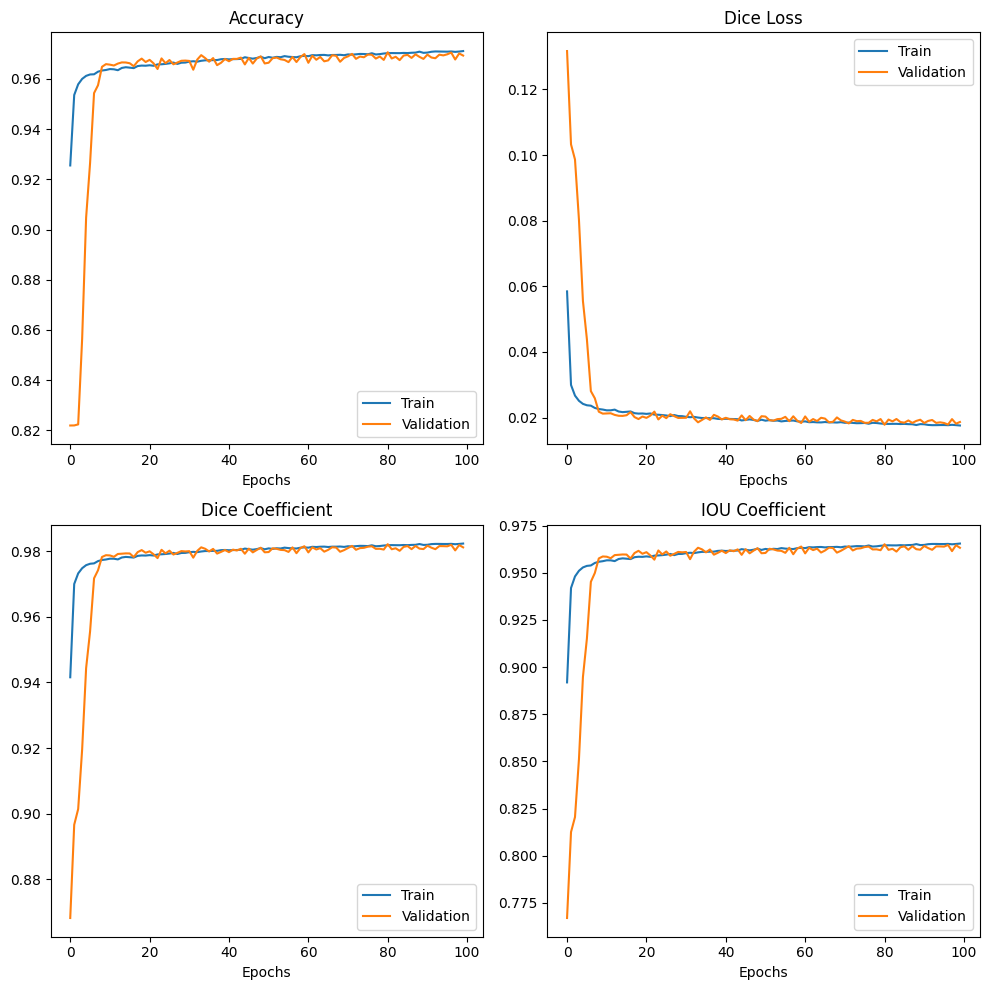 Accuracy
0.96
0.94
0.92
0.90
0.88
0.86
0.84
0.82
0 20 40 60 80 100
Epochs
Train
Validation
Dice Loss
0.12
0.10
0.08
0.06
0.04
0.02
0 20 40 60 80 100
Epochs
Train
Validation
Dice Coefficient
0.98
0.96
0.94
0.92
0.90
0.88
0 20 40 60 80 100
Epochs
Train
Validation
IOU Coefficient
0.975
0.950
0.925
0.900
0.875
0.850
0.825
0.800
0.775
0 20 40 60 80 100
Epochs
Train
Validation